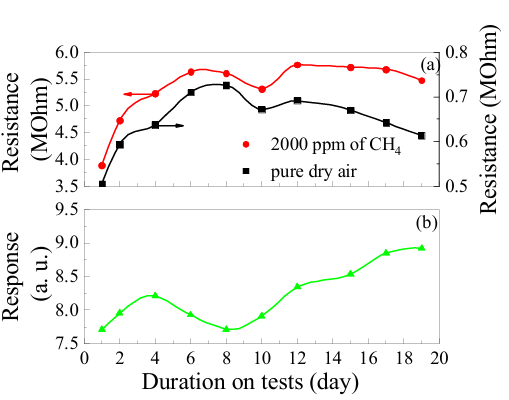 (a)
6.0
5.5
5.0
4.5
4.0
3.5
Resistance
(MOhm)
0.8
0.7
0.6
0.5
Resistance (MOhm)
2000 ppm of CH₄
pure dry air
(b)
9.5
9.0
8.5
8.0
7.5
Response
(a. u.)
0 2 4 6 8 10 12 14 16 18 20
Duration on tests (day)